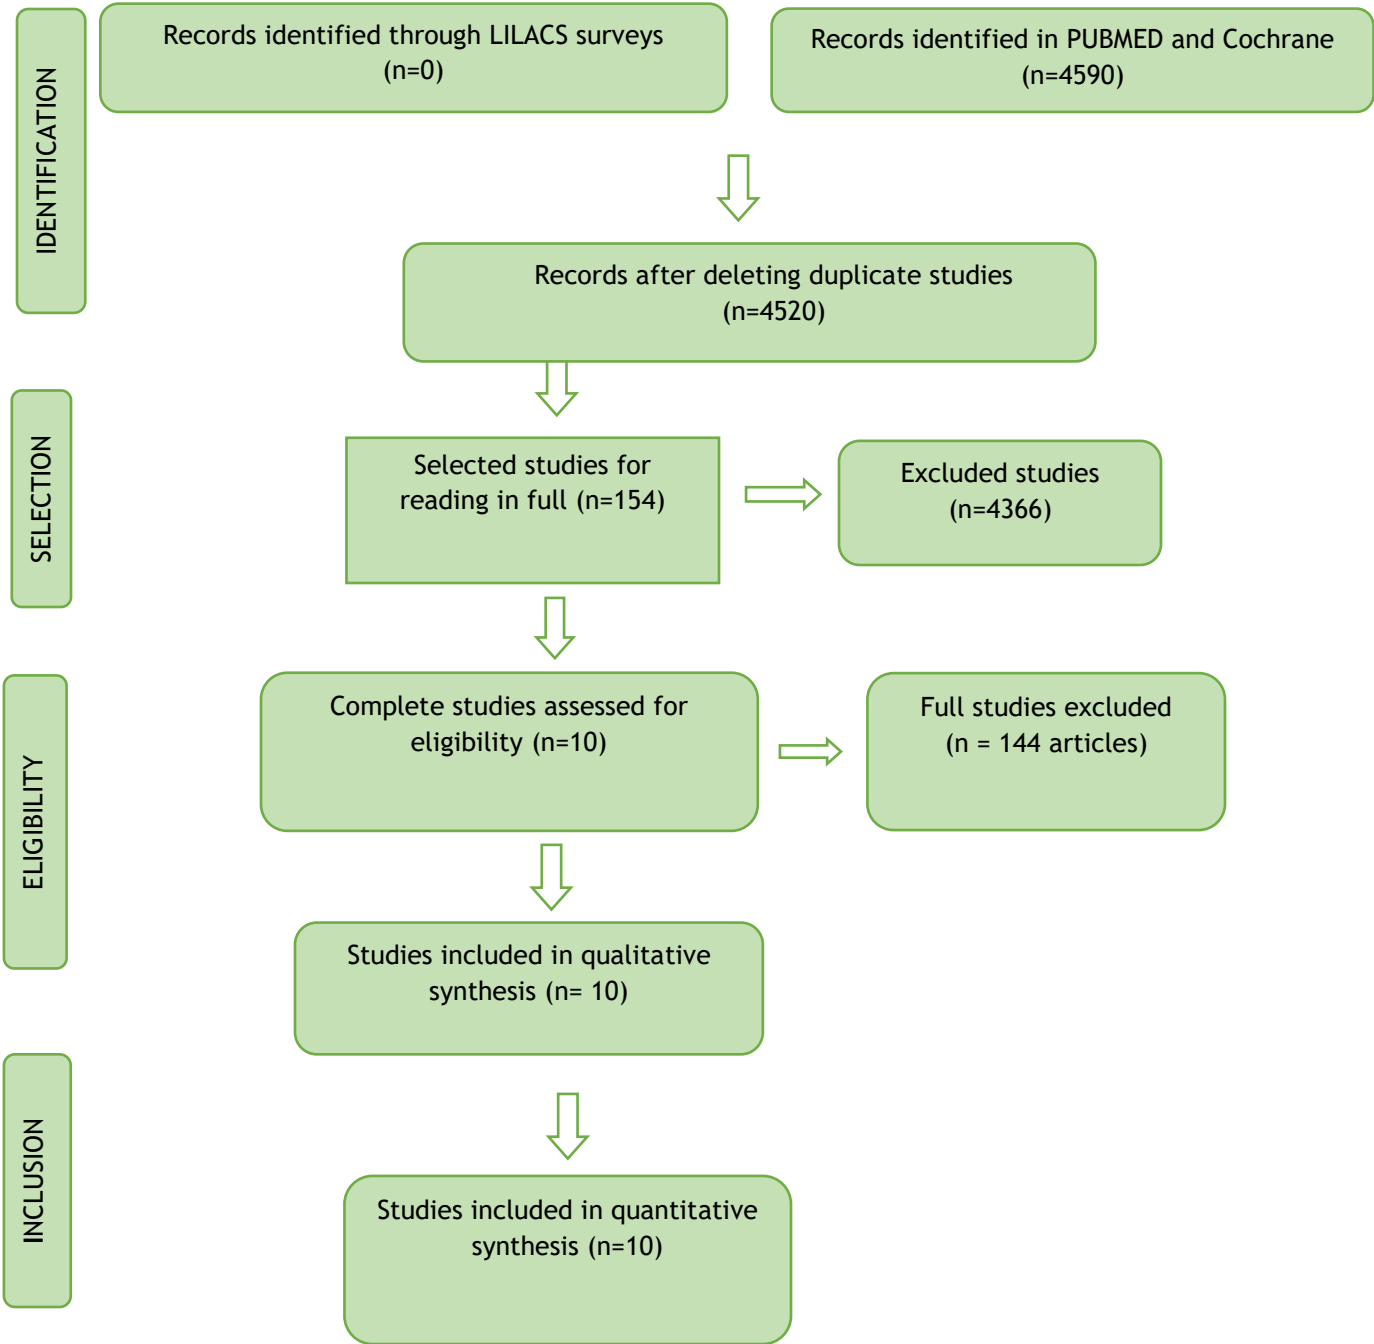 IDENTIFICATION
Records identified through LILACS surveys
(n=0)
Records identified in PUBMED and Cochrane
(n=4590)
Records after deleting duplicate studies
(n=4520)
SELECTION
Selected studies for
reading in full (n=154)
Excluded studies
(n=4366)
ELIGIBILITY
Complete studies assessed for
eligibility (n=10)
Full studies excluded
(n = 144 articles)
Studies included in qualitative
synthesis (n= 10)
INCLUSION
Studies included in quantitative
synthesis (n=10)